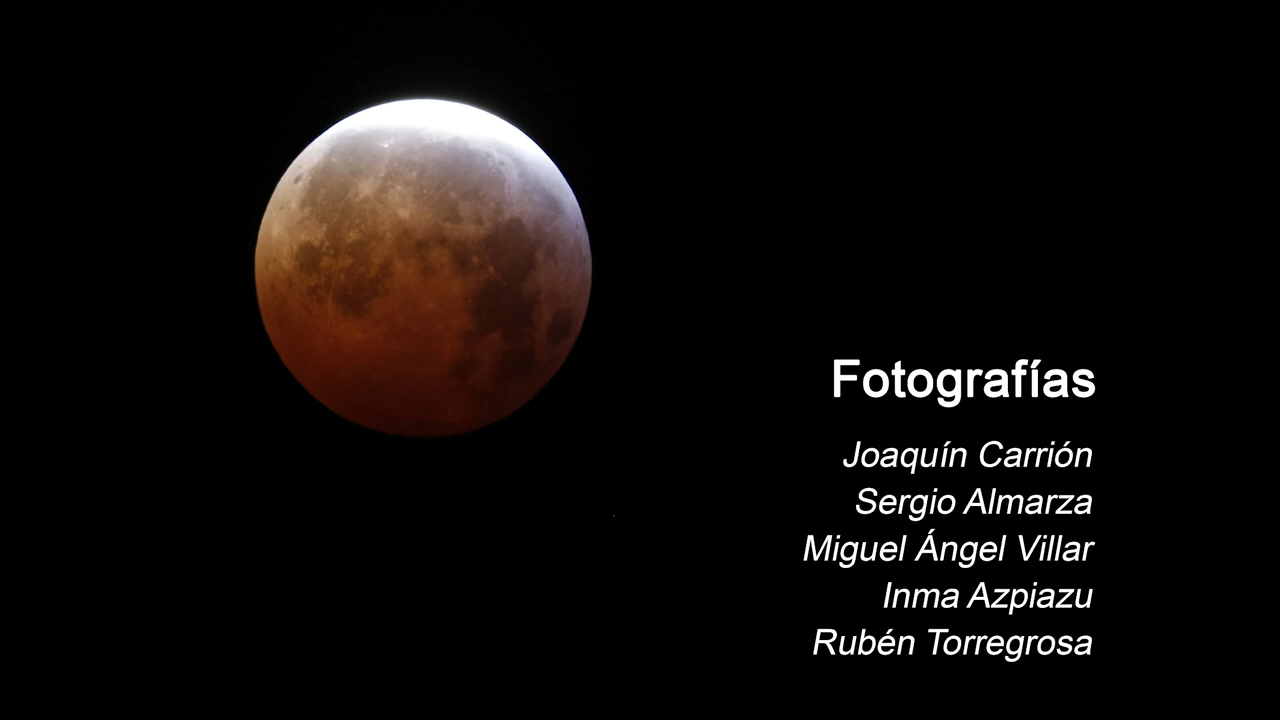 Fotografías
Joaquín Carrión
Sergio Almarza
Miguel Ángel Villar
Inma Azpiazu
Rubén Torregrosa